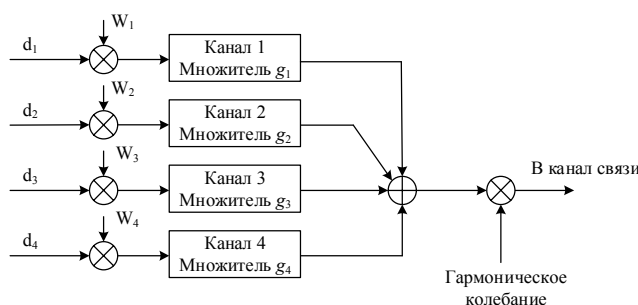 W1
d1
Канал 1
Множитель g1
W2
d2
Канал 2
Множитель g2
W3
d3
Канал 3
Множитель g3
В канал связи
W4
d4
Канал 4
Множитель g4
Гармоническое
колебание